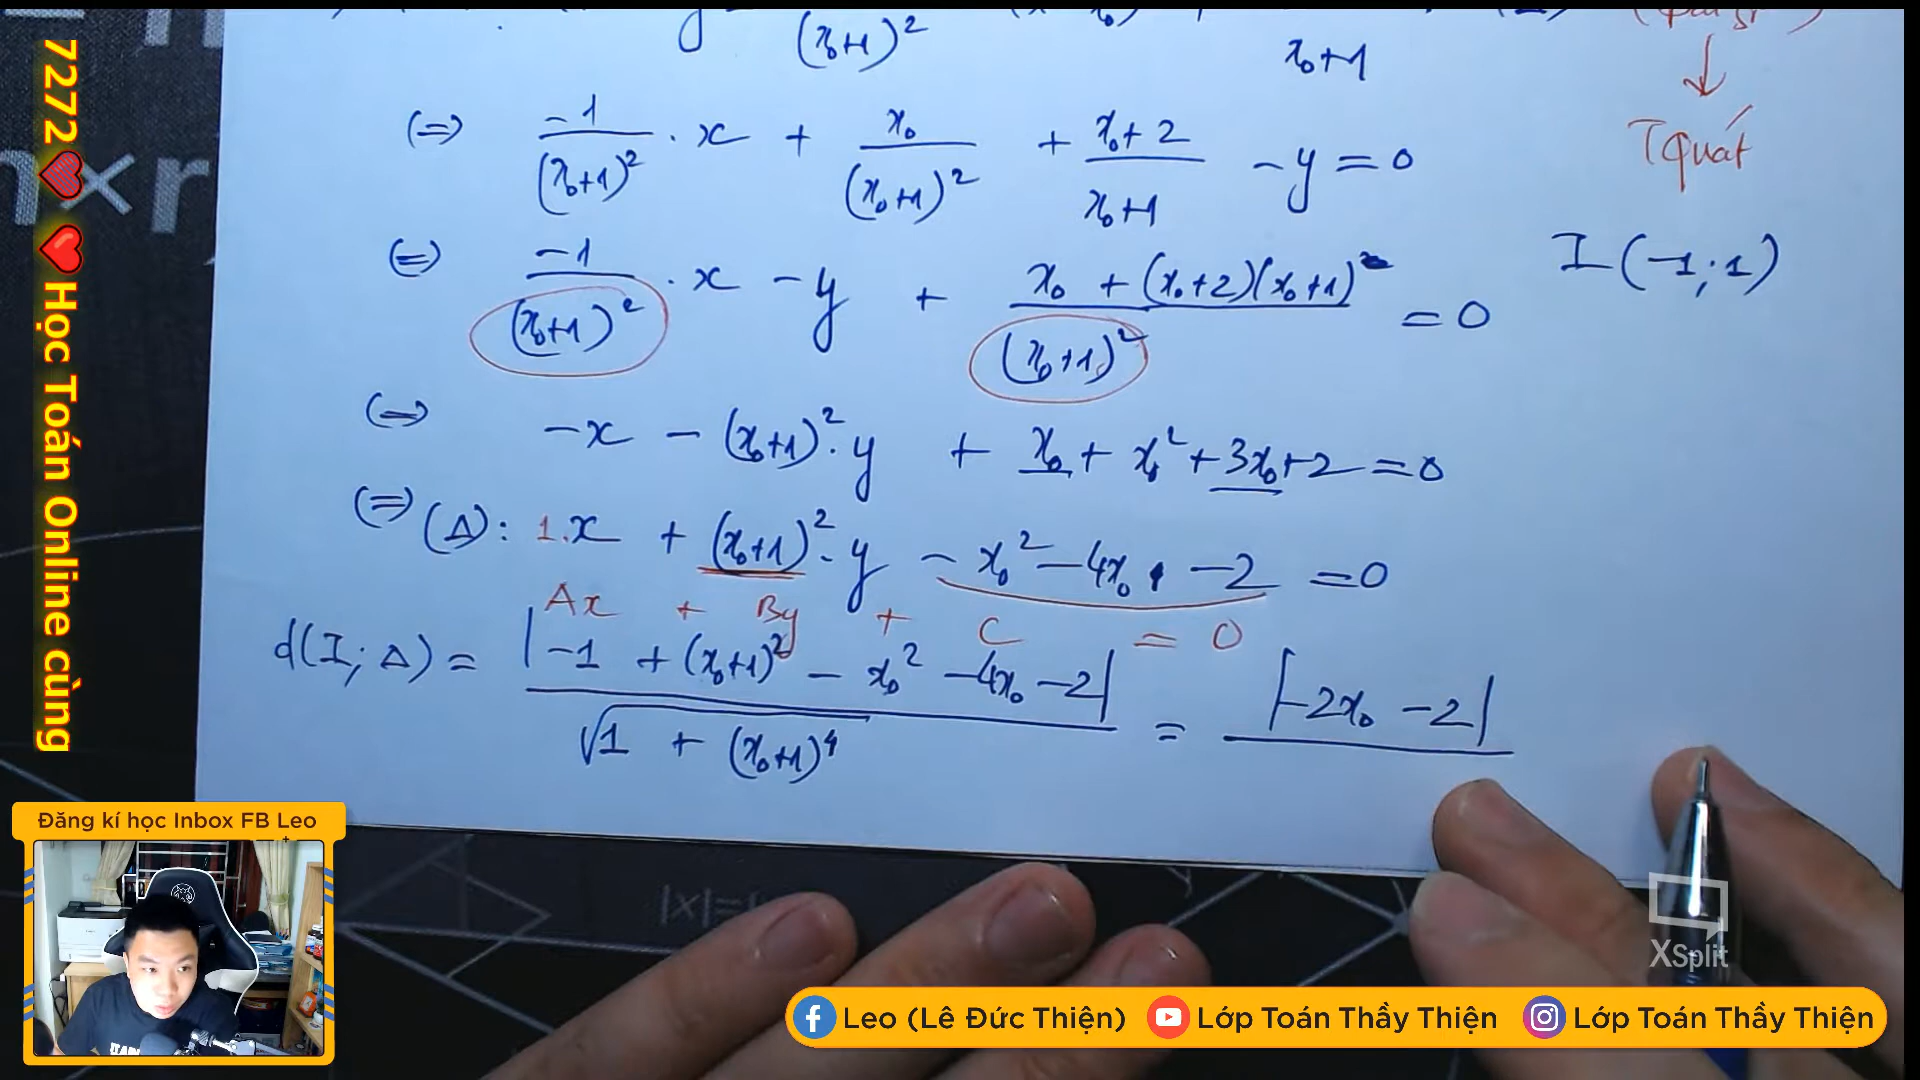 y (x₀+1)² x₀+1
⇔ -1/(x₀+1)² . x + x₀/(x₀+1)² + x₀+2/x₀+1 - y = 0
Tquát
⇔ -1/(x₀+1)² . x - y + x₀ + (x₀+2)(x₀+1)/(x₀+1)² = 0
I(-1;1)
⇔ -x - (x₀+1)². y + x₀ + x₀² + 3x₀ + 2 = 0
⇔ (Δ): 1.x + (x₀+1)². y - x₀² - 4x₀ - 2 = 0
Ax + By + C = 0
d(I; Δ) = |-1 + (x₀+1)² - x₀² - 4x₀ - 2| / √1 + (x₀+1)⁴ = |-2x₀ - 2|
7272 Học Toán Online cùng
Đăng kí học Inbox FB Leo
|x|=
XSplit
Leo (Lê Đức Thiện) Lớp Toán Thầy Thiện Lớp Toán Thầy Thiện